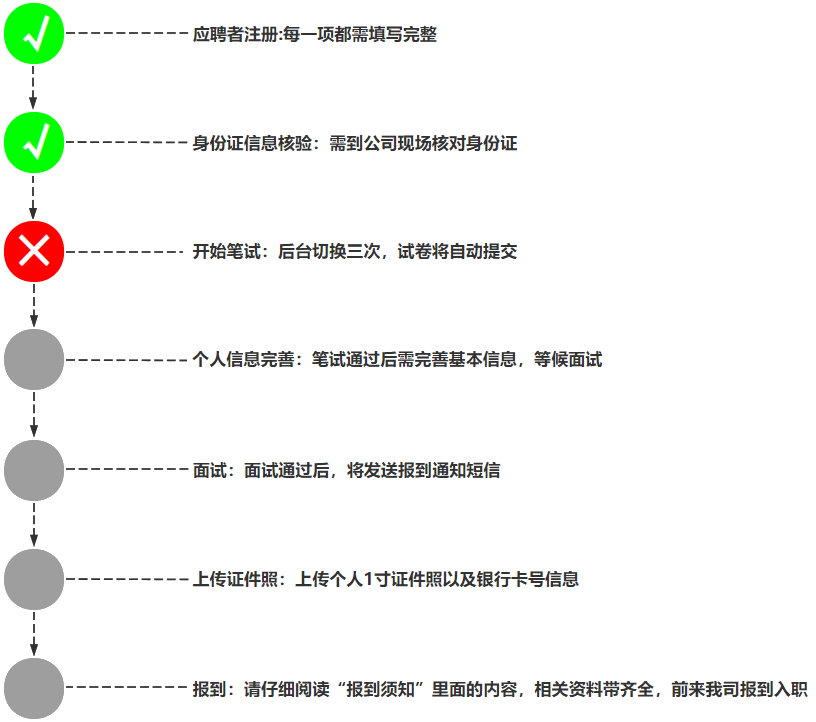 应聘者注册:每一项都需填写完整
身份证信息核验：需到公司现场核对身份证
开始笔试：后台切换三次，试卷将自动提交
个人信息完善：笔试通过后需完善基本信息，等候面试
面试：面试通过后，将发送报到通知短信
上传证件照：上传个人1寸证件照以及银行卡号信息
报到：请仔细阅读“报到须知”里面的内容，相关资料带齐全，前来我司报到入职